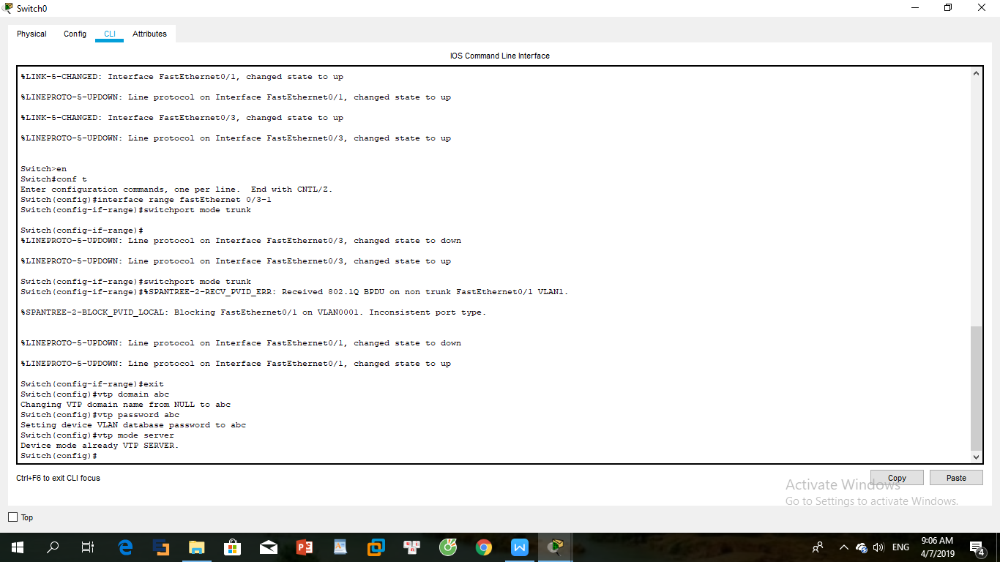 Switch0
Physical Config CLI Attributes
IOS Command Line Interface
%LINK-5-CHANGED: Interface FastEthernet0/1, changed state to up
%LINEPROTO-5-UPDOWN: Line protocol on Interface FastEthernet0/1, changed state to up
%LINK-5-CHANGED: Interface FastEthernet0/3, changed state to up
%LINEPROTO-5-UPDOWN: Line protocol on Interface FastEthernet0/3, changed state to up
Switch>en
Switch#conf t
Enter configuration commands, one per line.  End with CNTL/Z.
Switch(config)#interface range fastEthernet 0/3-1
Switch(config-if-range)#switchport mode trunk
Switch(config-if-range)#
%LINEPROTO-5-UPDOWN: Line protocol on Interface FastEthernet0/3, changed state to down
%LINEPROTO-5-UPDOWN: Line protocol on Interface FastEthernet0/3, changed state to up
Switch(config-if-range)#switchport mode trunk
Switch(config-if-range)#%SPANTREE-2-RECV_PVID_ERR: Received 802.1Q BPDU on non trunk FastEthernet0/1 VLAN1.
%SPANTREE-2-BLOCK_PVID_LOCAL: Blocking FastEthernet0/1 on VLAN0001. Inconsistent port type.
%LINEPROTO-5-UPDOWN: Line protocol on Interface FastEthernet0/1, changed state to down
%LINEPROTO-5-UPDOWN: Line protocol on Interface FastEthernet0/1, changed state to up
Switch(config-if-range)#exit
Switch(config)#vtp domain abc
Changing VTP domain name from NULL to abc
Switch(config)#vtp password abc
Setting device VLAN database password to abc
Switch(config)#vtp mode server
Device mode already VTP SERVER.
Switch(config)#
Ctrl+F6 to exit CLI focus
Copy Paste
Activate Windows
Go to Settings to activate Windows.
Top
ENG
9:06 AM
4/7/2019
4